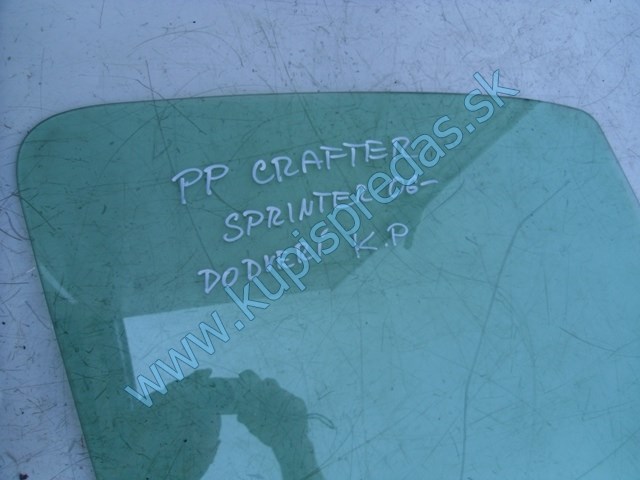 PP CRAFTER
SPRINTER 06-
K.P
www.kupispredas.sk